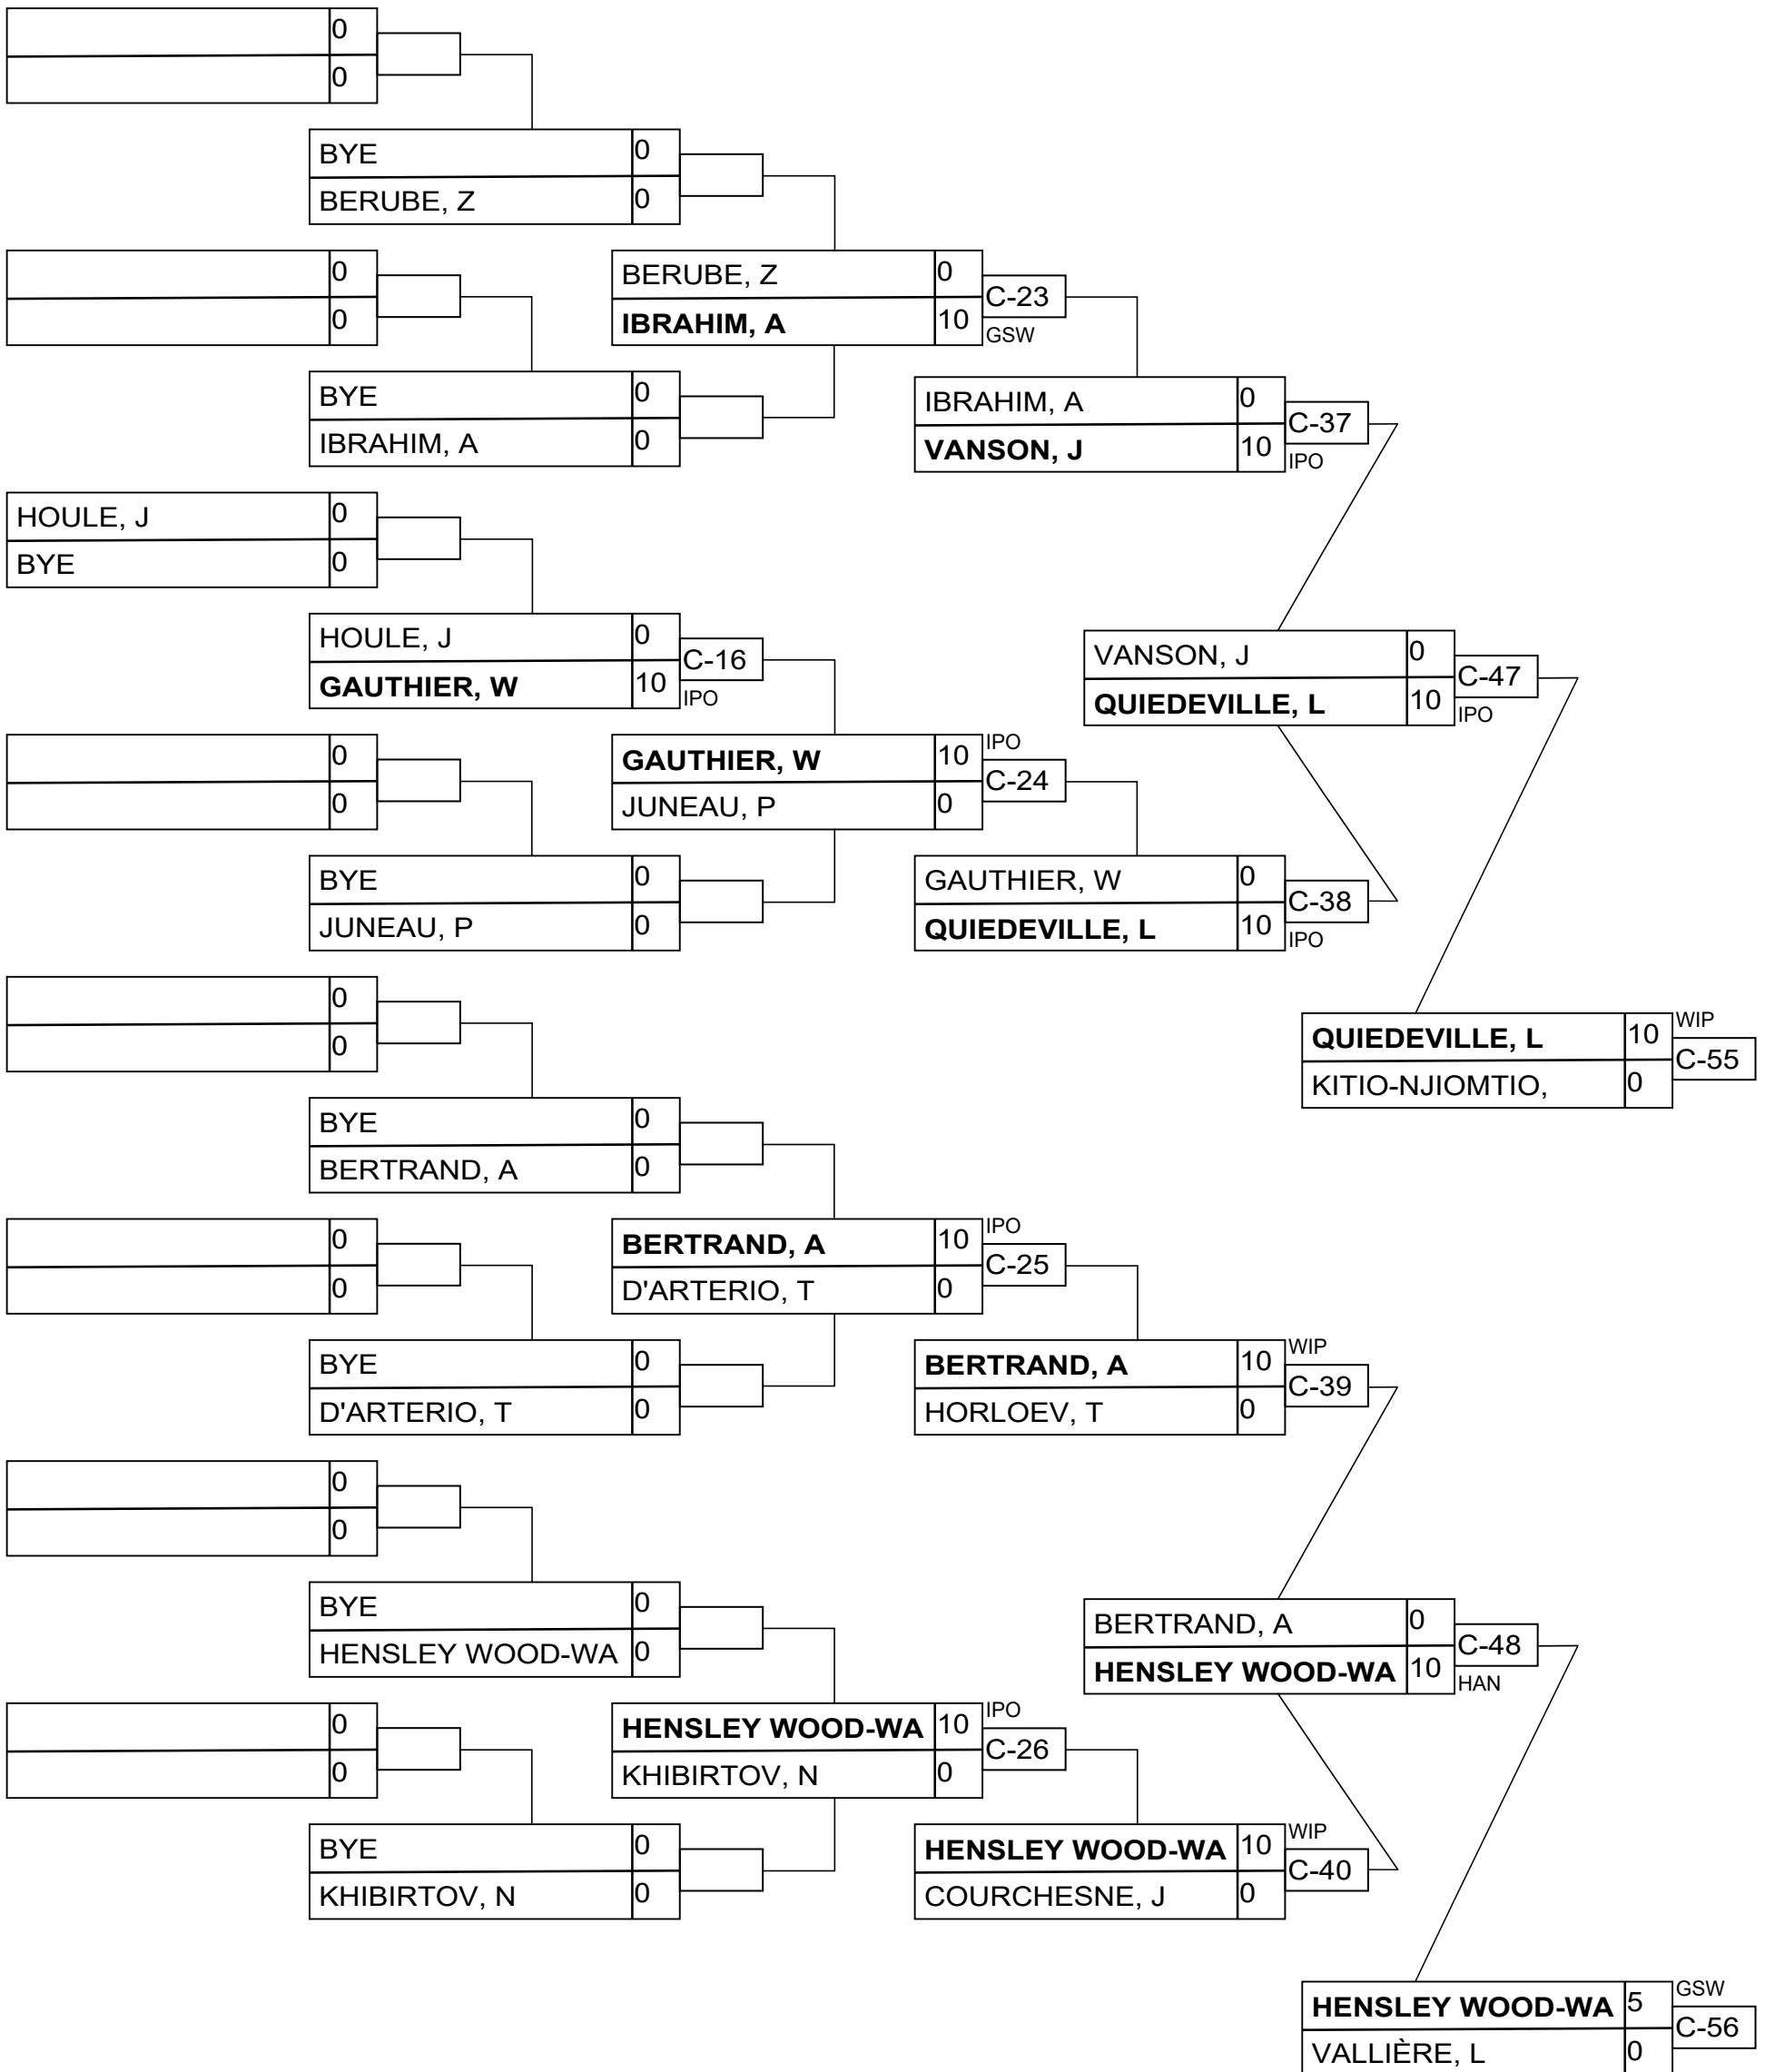 0
0
BYE 0
BERUBE, Z 0
0
0
BERUBE, Z 0
C-23
IBRAHIM, A 10
GSW
BYE 0
IBRAHIM, A 0
IBRAHIM, A 0
C-37
VANSON, J 10
IPO
HOULE, J 0
BYE 0
HOULE, J 0
C-16
GAUTHIER, W 10
IPO
VANSON, J 0
C-47
QUIEDEVILLE, L 10
IPO
0
0
GAUTHIER, W 10
IPO
C-24
JUNEAU, P 0
BYE 0
JUNEAU, P 0
GAUTHIER, W 0
C-38
QUIEDEVILLE, L 10
IPO
0
0
QUIEDEVILLE, L 10
WIP
C-55
KITIO-NJIOMTIO, 0
BYE 0
BERTRAND, A 0
0
0
BERTRAND, A 10
IPO
C-25
D'ARTERIO, T 0
BYE 0
D'ARTERIO, T 0
BERTRAND, A 10
WIP
C-39
HORLOEV, T 0
0
0
BYE 0
HENSLEY WOOD-WA 0
BERTRAND, A 0
C-48
HENSLEY WOOD-WA 10
HAN
0
0
HENSLEY WOOD-WA 10
IPO
C-26
KHIBIRTOV, N 0
BYE 0
KHIBIRTOV, N 0
HENSLEY WOOD-WA 10
WIP
C-40
COURCHESNE, J 0
HENSLEY WOOD-WA 5
GSW
C-56
VALLIÈRE, L 0